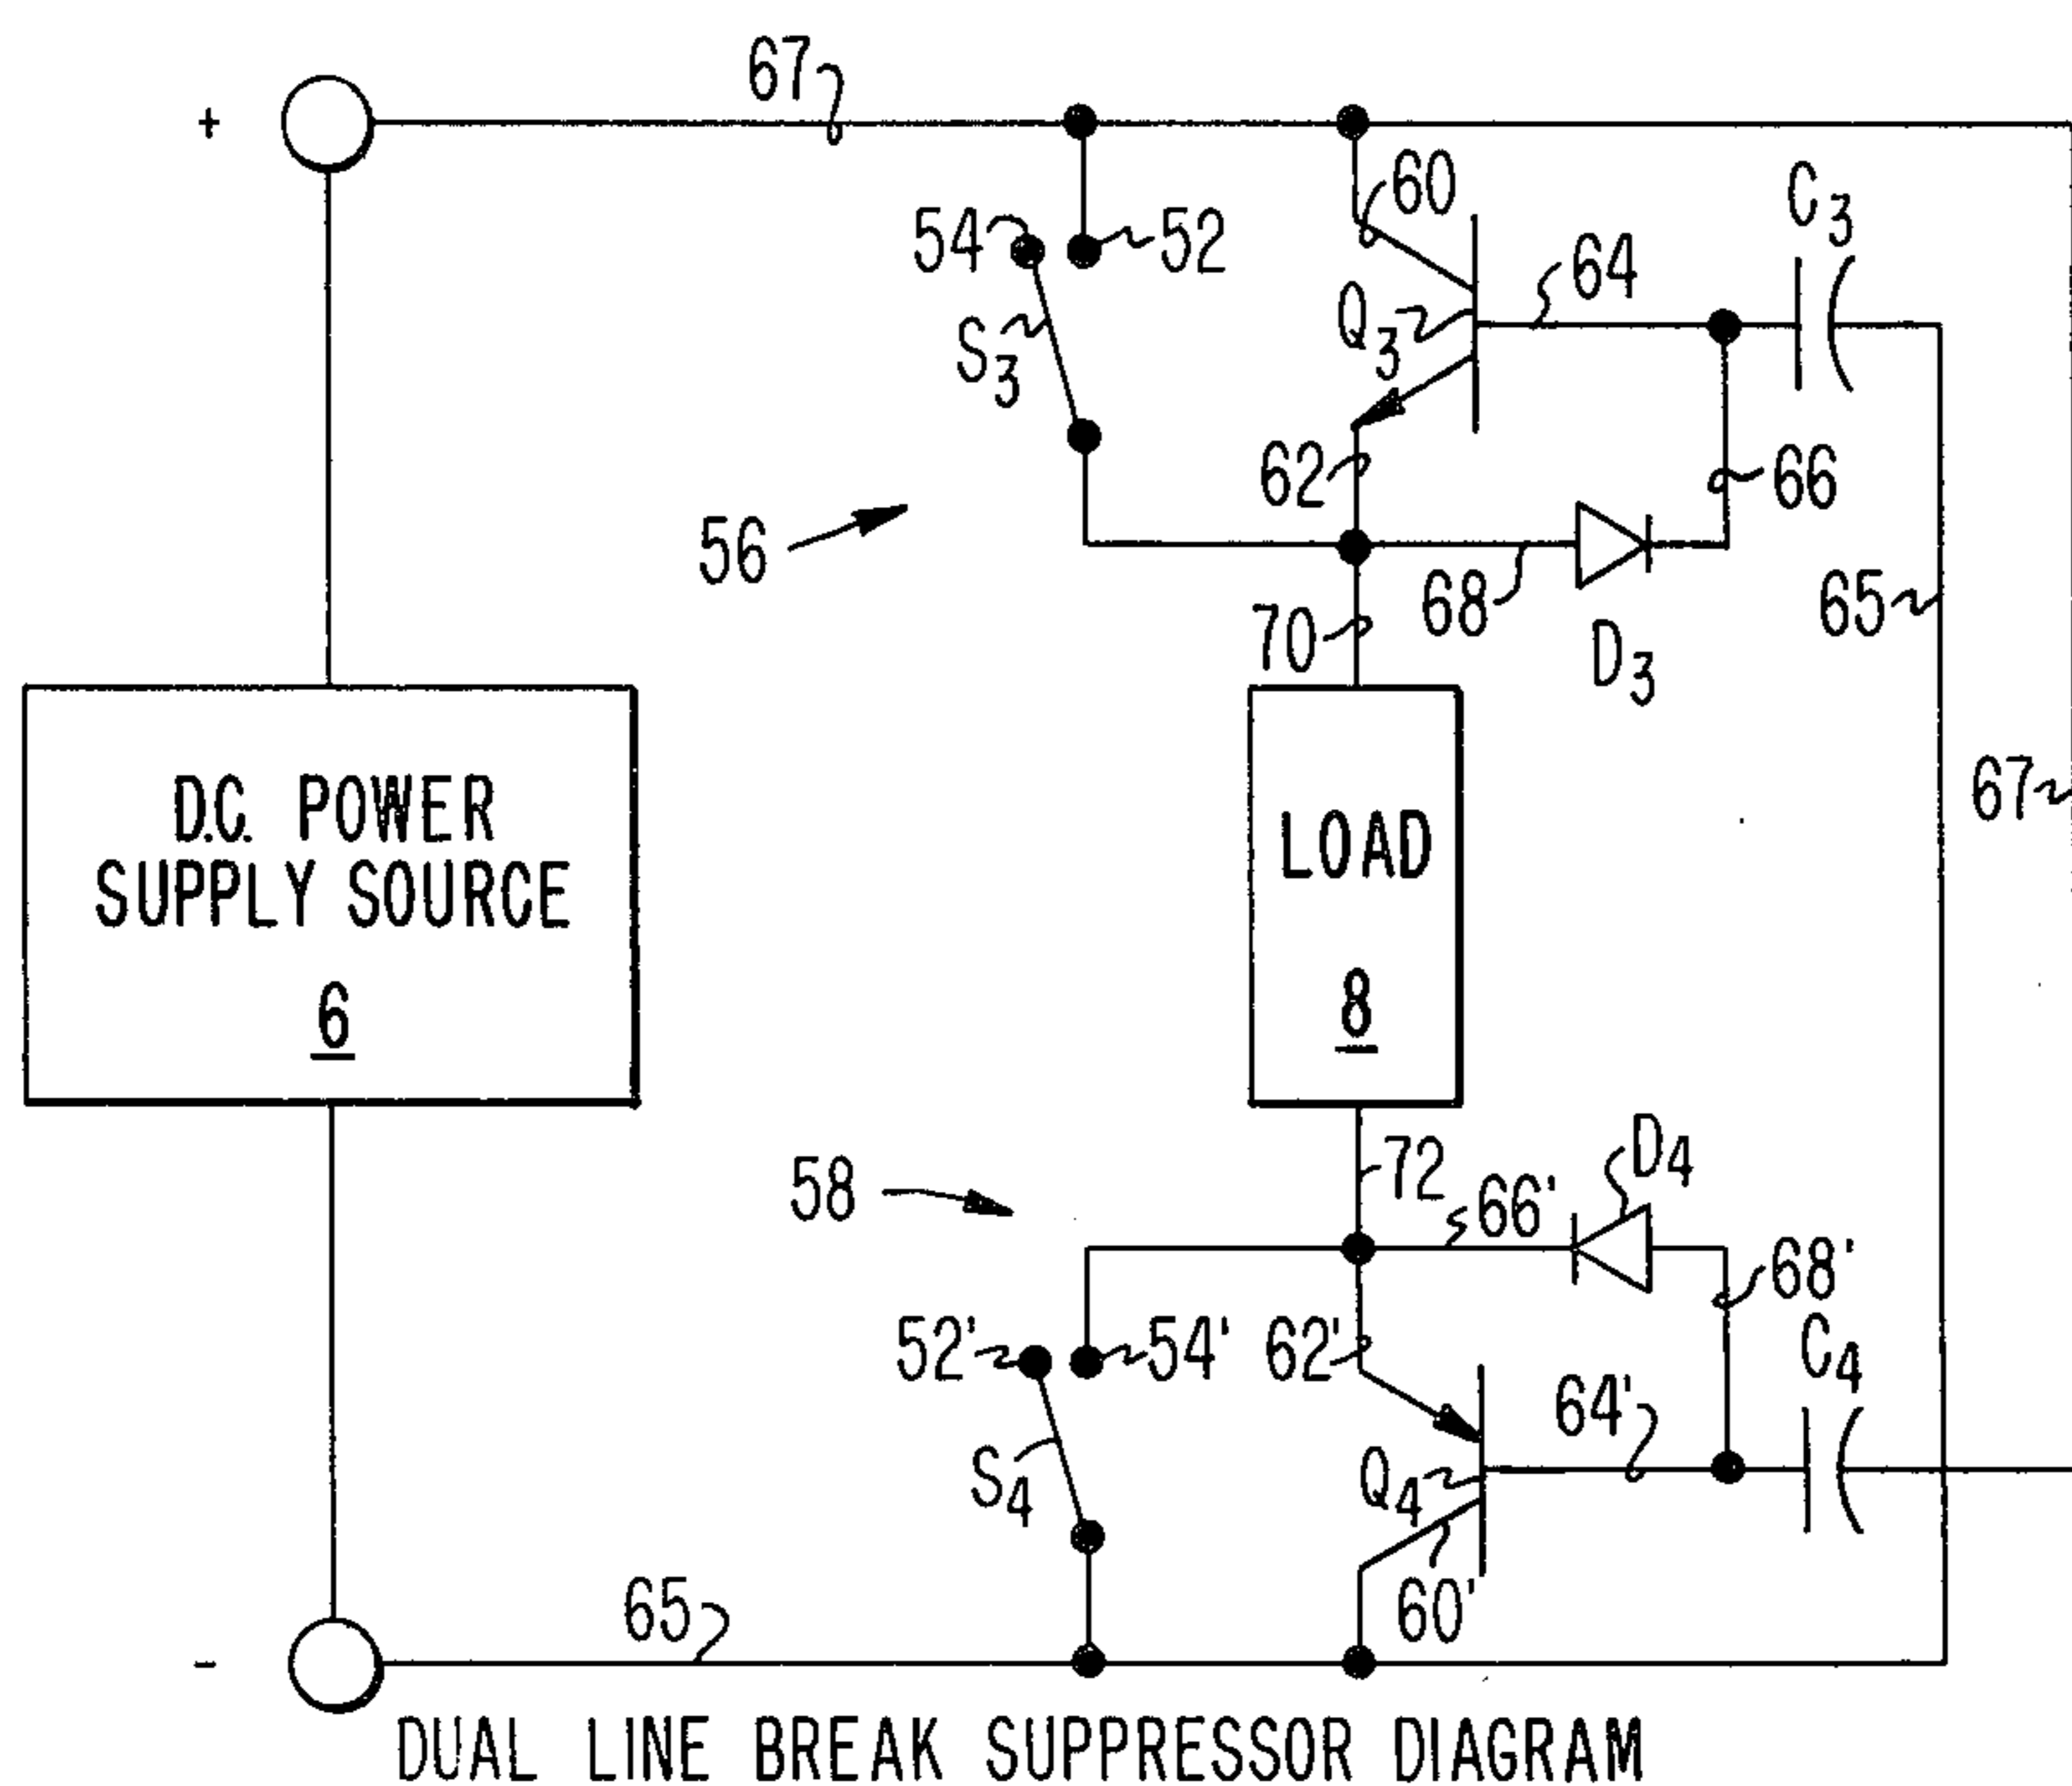 67
+
60
C3
54
52
64
Q3
S3
62
66
56
68
65
70
D3
67
D.C. POWER
SUPPLY SOURCE
6
LOAD
8
D4
72
58
66'
68'
52'
54'
62'
C4
64'
S4
Q4
60'
65
-
DUAL LINE BREAK SUPPRESSOR DIAGRAM